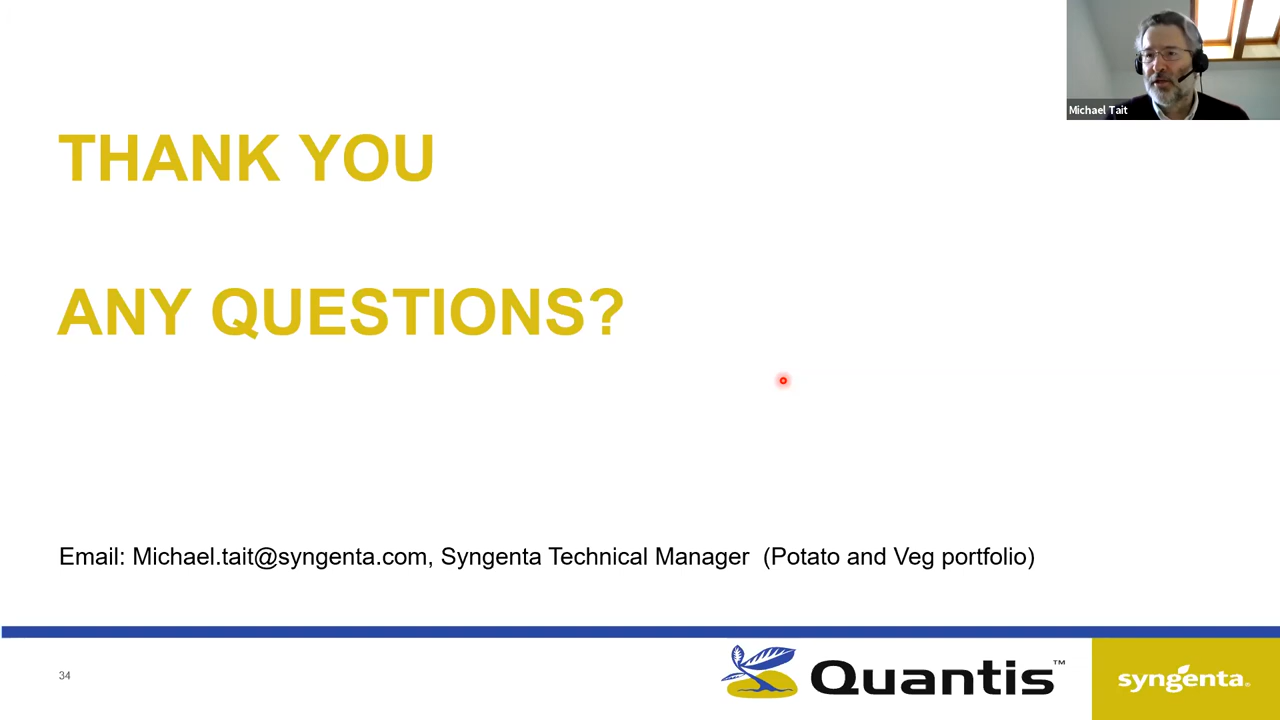 Michael Tait
THANK YOU
ANY QUESTIONS?
Email: Michael.tait@syngenta.com, Syngenta Technical Manager  (Potato and Veg portfolio)
34
Quantis™
syngenta®